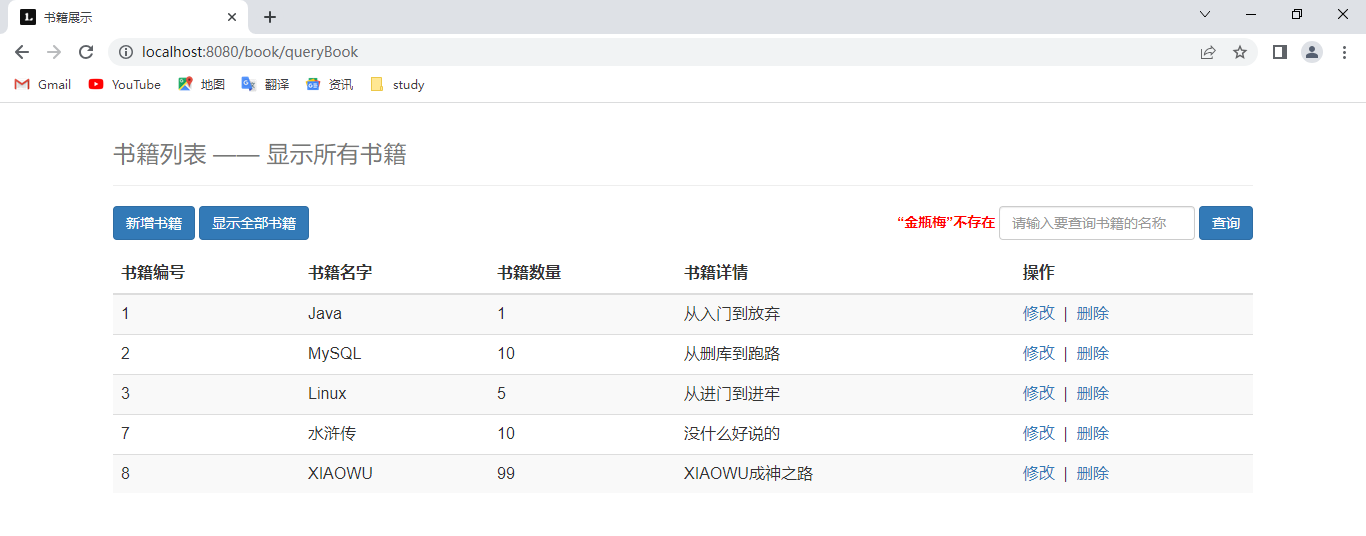 书籍展示
localhost:8080/book/queryBook
Gmail YouTube 地图 翻译 资讯 study
书籍列表 —— 显示所有书籍
新增书籍 显示全部书籍 “金瓶梅”不存在 请输入要查询书籍的名称 查询
书籍编号 书籍名字 书籍数量 书籍详情 操作
1 Java 1 从入门到放弃 修改 | 删除
2 MySQL 10 从删库到跑路 修改 | 删除
3 Linux 5 从进门到进牢 修改 | 删除
7 水浒传 10 没什么好说的 修改 | 删除
8 XIAOWU 99 XIAOWU成神之路 修改 | 删除